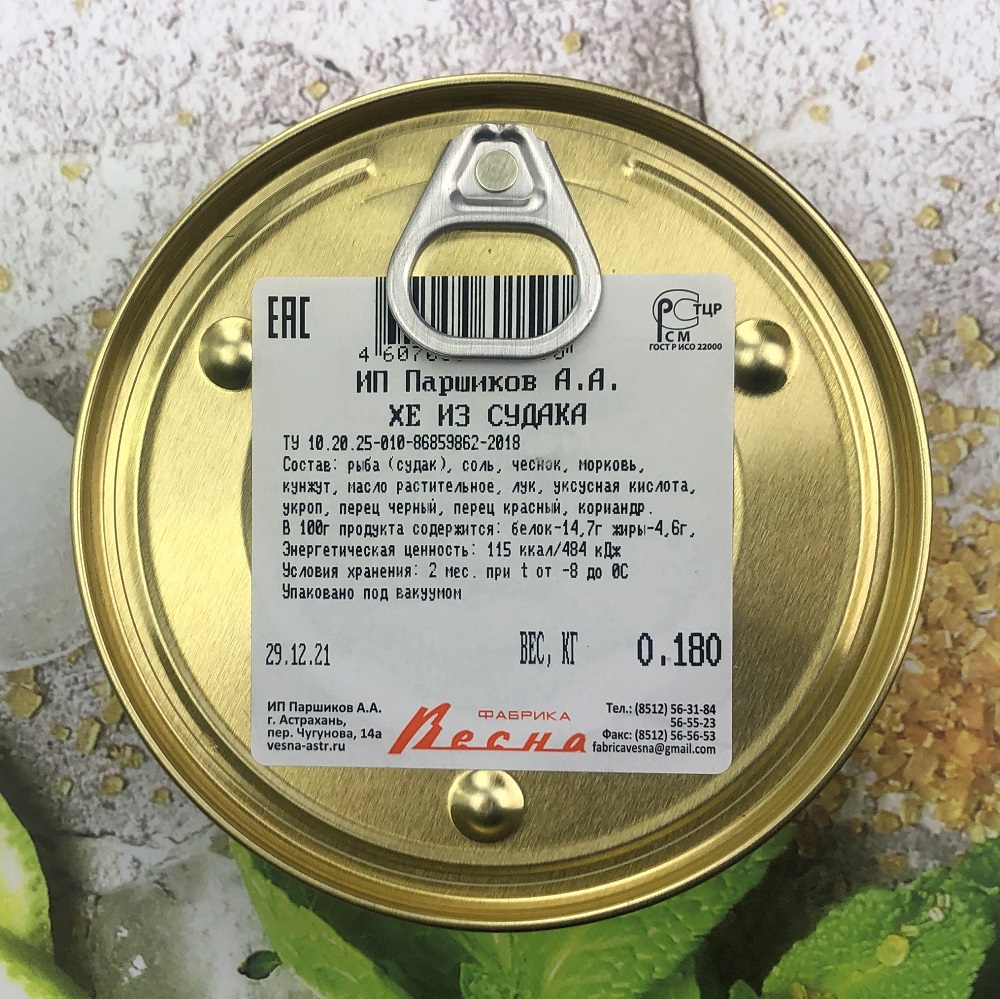 EAC
РСТ ТЦР
СМ
ГОСТ Р ИСО 22000
4 607
ИП Паршиков А.А.
ХЕ ИЗ СУДАКА
ТУ 10.20.25-010-86859862-2018
Состав: рыба (судак), соль, чеснок, морковь,
кунжут, масло растительное, лук, уксусная кислота,
укроп, перец черный, перец красный, кориандр.
В 100г продукта содержится: белок-14,7г жиры-4,6г,
Энергетическая ценность: 115 ккал/484 кДж
Условия хранения: 2 мес. при t от -8 до 0С
Упаковано под вакуумом
29.12.21 ВЕС, КГ 0.180
ИП Паршиков А.А.
г. Астрахань,
пер. Чугунова, 14а
vesna-astr.ru
ФАБРИКА
Весна
Тел.: (8512) 56-31-84
56-55-23
Факс: (8512) 56-56-53
fabricavesna@gmail.com